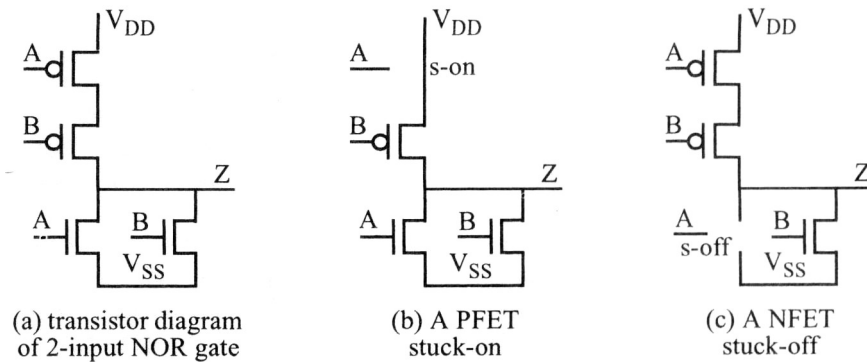 V_DD
A
B
Z
A
B
V_SS
(a) transistor diagram
of 2-input NOR gate
V_DD
A
s-on
B
Z
A
B
V_SS
(b) A PFET
stuck-on
V_DD
A
B
Z
A
s-off
B
V_SS
(c) A NFET
stuck-off